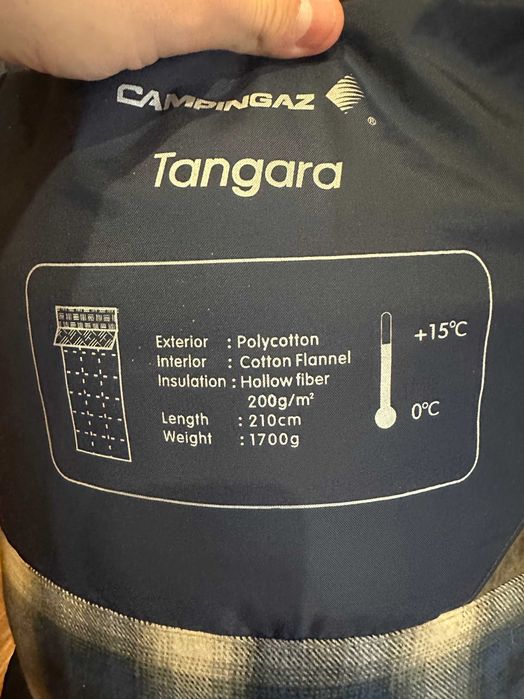 CAMPINGAZ ®
Tangara
Exterior : Polycotton
Interior : Cotton Flannel
Insulation : Hollow fiber
200g/m²
Length : 210cm
Weight : 1700g
+15°C
0°C